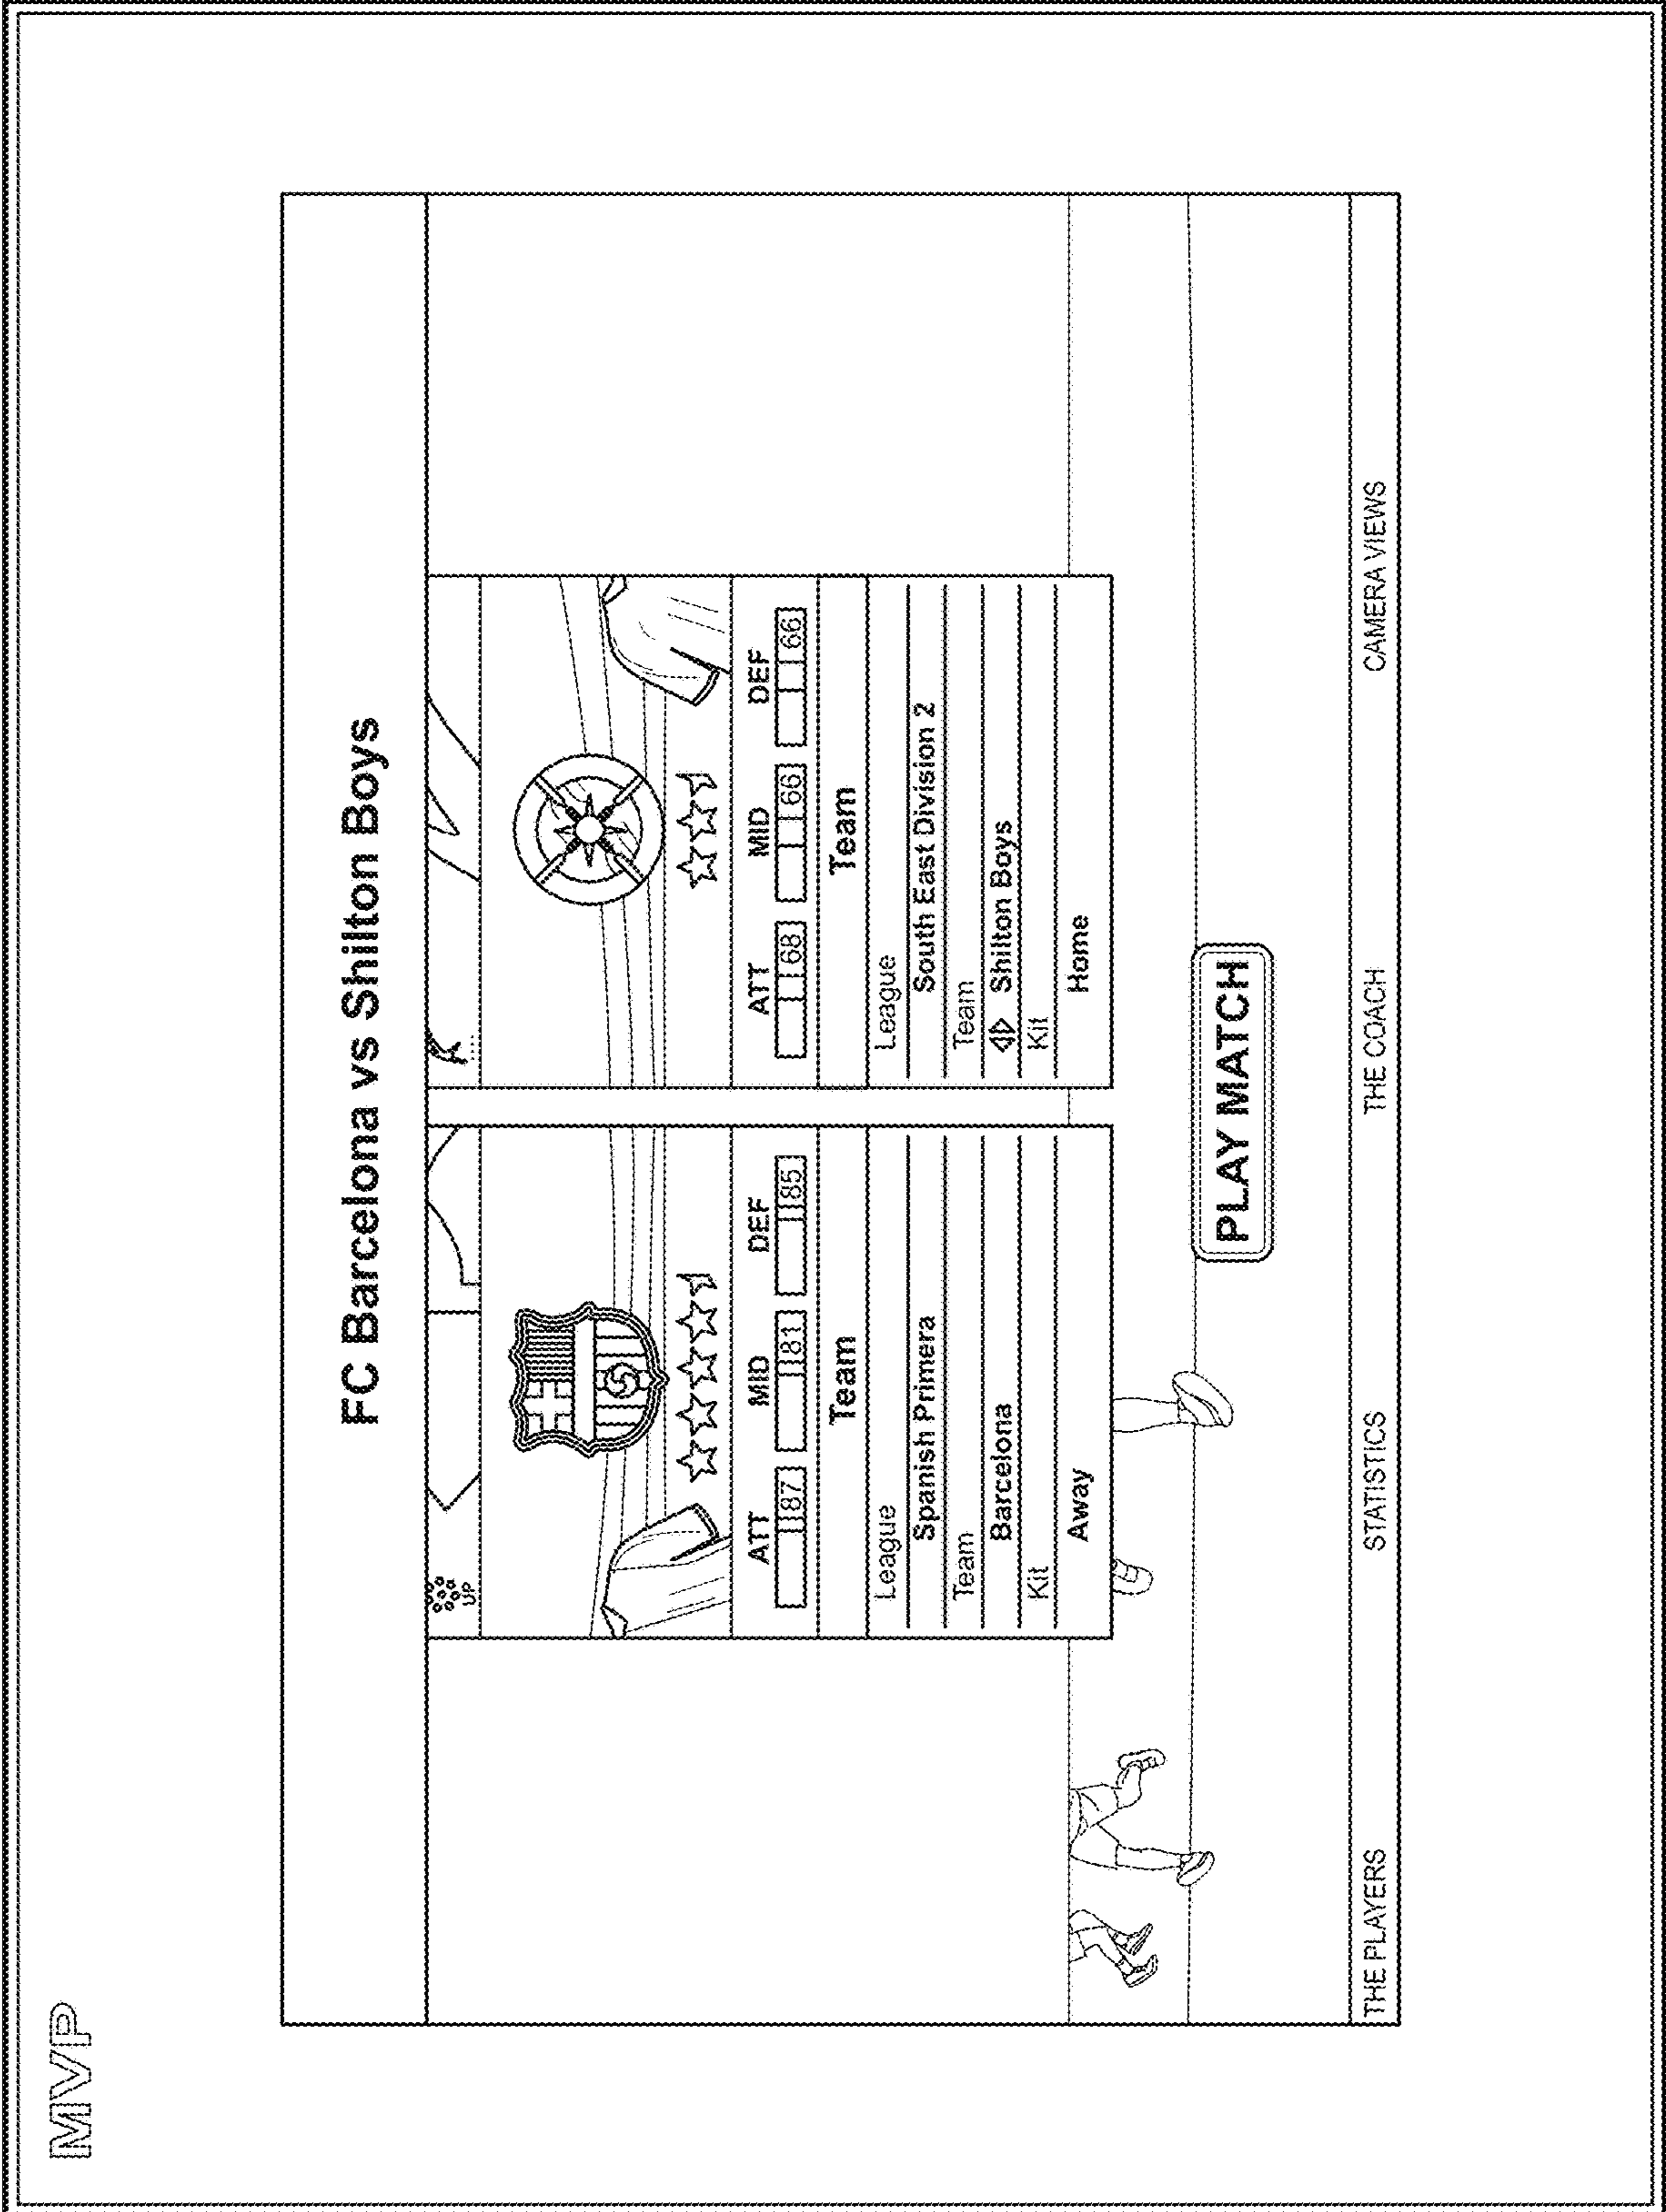 MVP
FC Barcelona vs Shilton Boys
UP
ATT MID DEF
87 81 85
Team
League
Spanish Primera
Team
Barcelona
Kit
Away
ATT MID DEF
68 66 66
Team
League
South East Division 2
Team
Shilton Boys
Kit
Home
PLAY MATCH
THE PLAYERS STATISTICS THE COACH CAMERA VIEWS